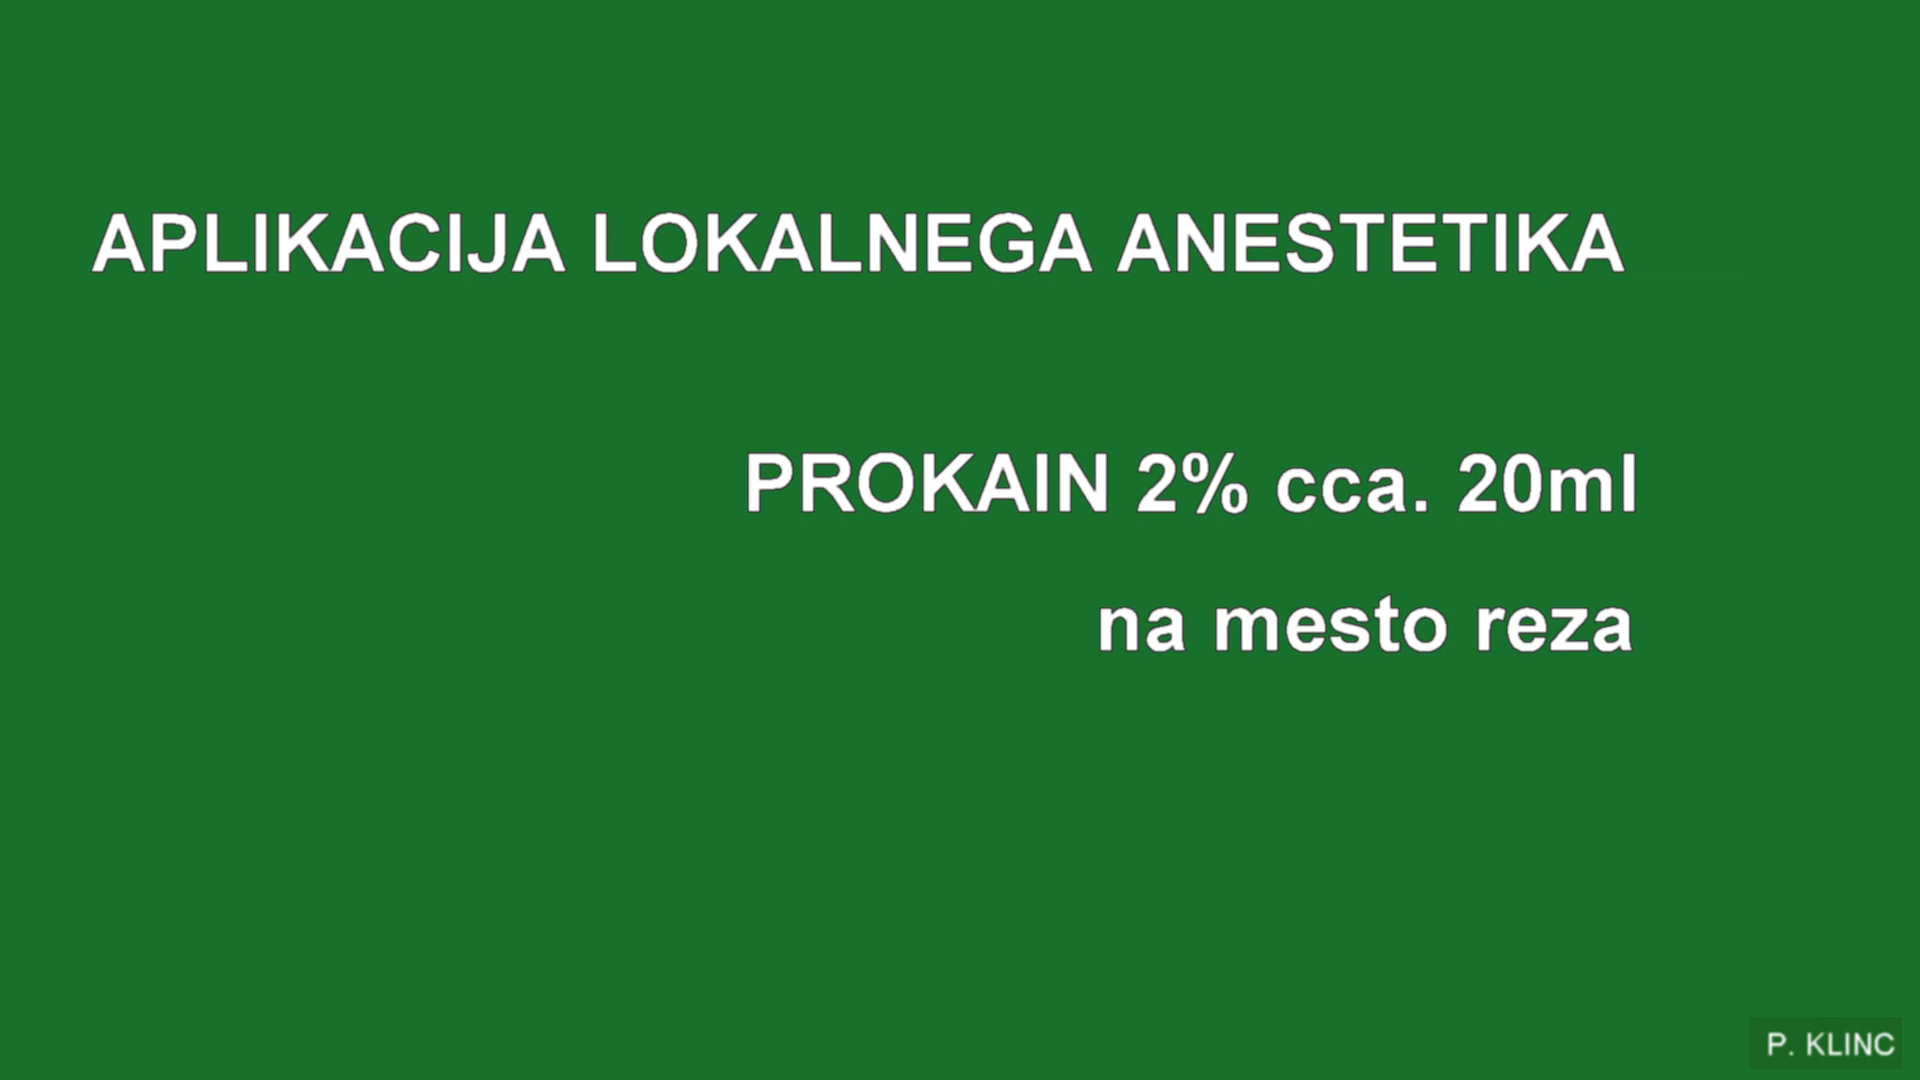 APLIKACIJA LOKALNEGA ANESTETIKA
PROKAIN 2% cca. 20ml
na mesto reza
P. KLINC